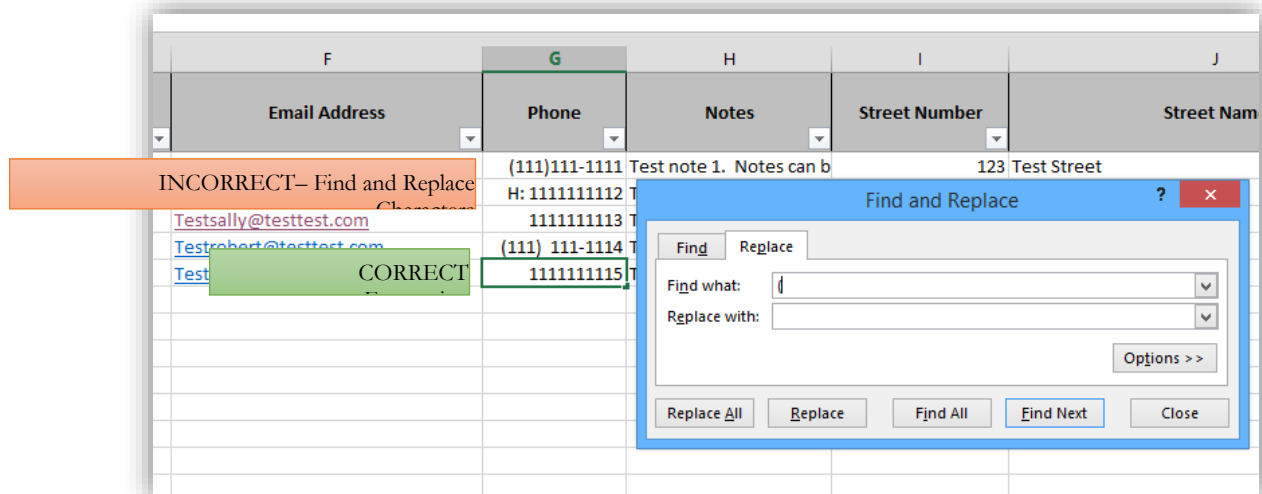 F G H I J
Email Address Phone Notes Street Number Street Nam
(111)111-1111 Test note 1. Notes can b 123 Test Street
INCORRECT– Find and Replace
H: 1111111112 T
Testsally@testtest.com 1111111113 T
Testrobert@testtest.com (111) 111-1114 T
Test CORRECT 1111111115 T
Find and Replace ? ×
Find Replace
Find what: (
Replace with:
Options >>
Replace All Replace Find All Find Next Close